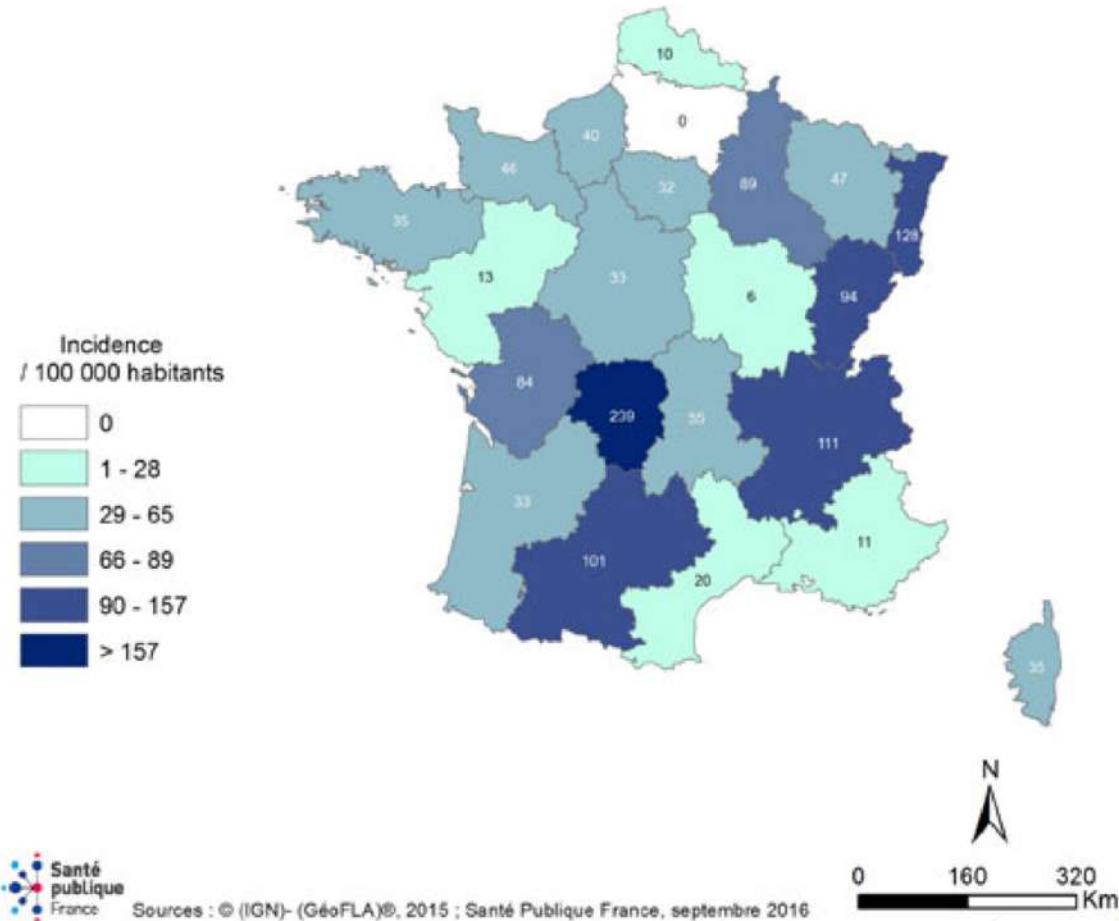 10
0
40
46
32
89
47
128
35
13
33
6
94
84
239
55
111
33
101
20
11
35
Incidence
/ 100 000 habitants
0
1 - 28
29 - 65
66 - 89
90 - 157
> 157
N
0 160 320
Km
Santé
publique
France
Sources : © (IGN)- (GéoFLA)®, 2015 ; Santé Publique France, septembre 2016